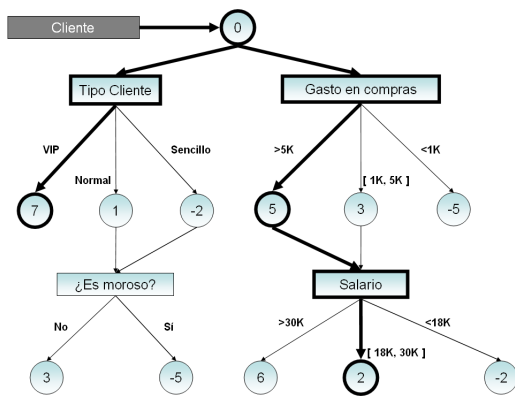 Cliente
0
Tipo Cliente
Gasto en compras
VIP
Normal
Sencillo
>5K
[ 1K, 5K ]
<1K
7
1
-2
5
3
-5
¿Es moroso?
Salario
No
Sí
>30K
[ 18K, 30K ]
<18K
3
-5
6
2
-2